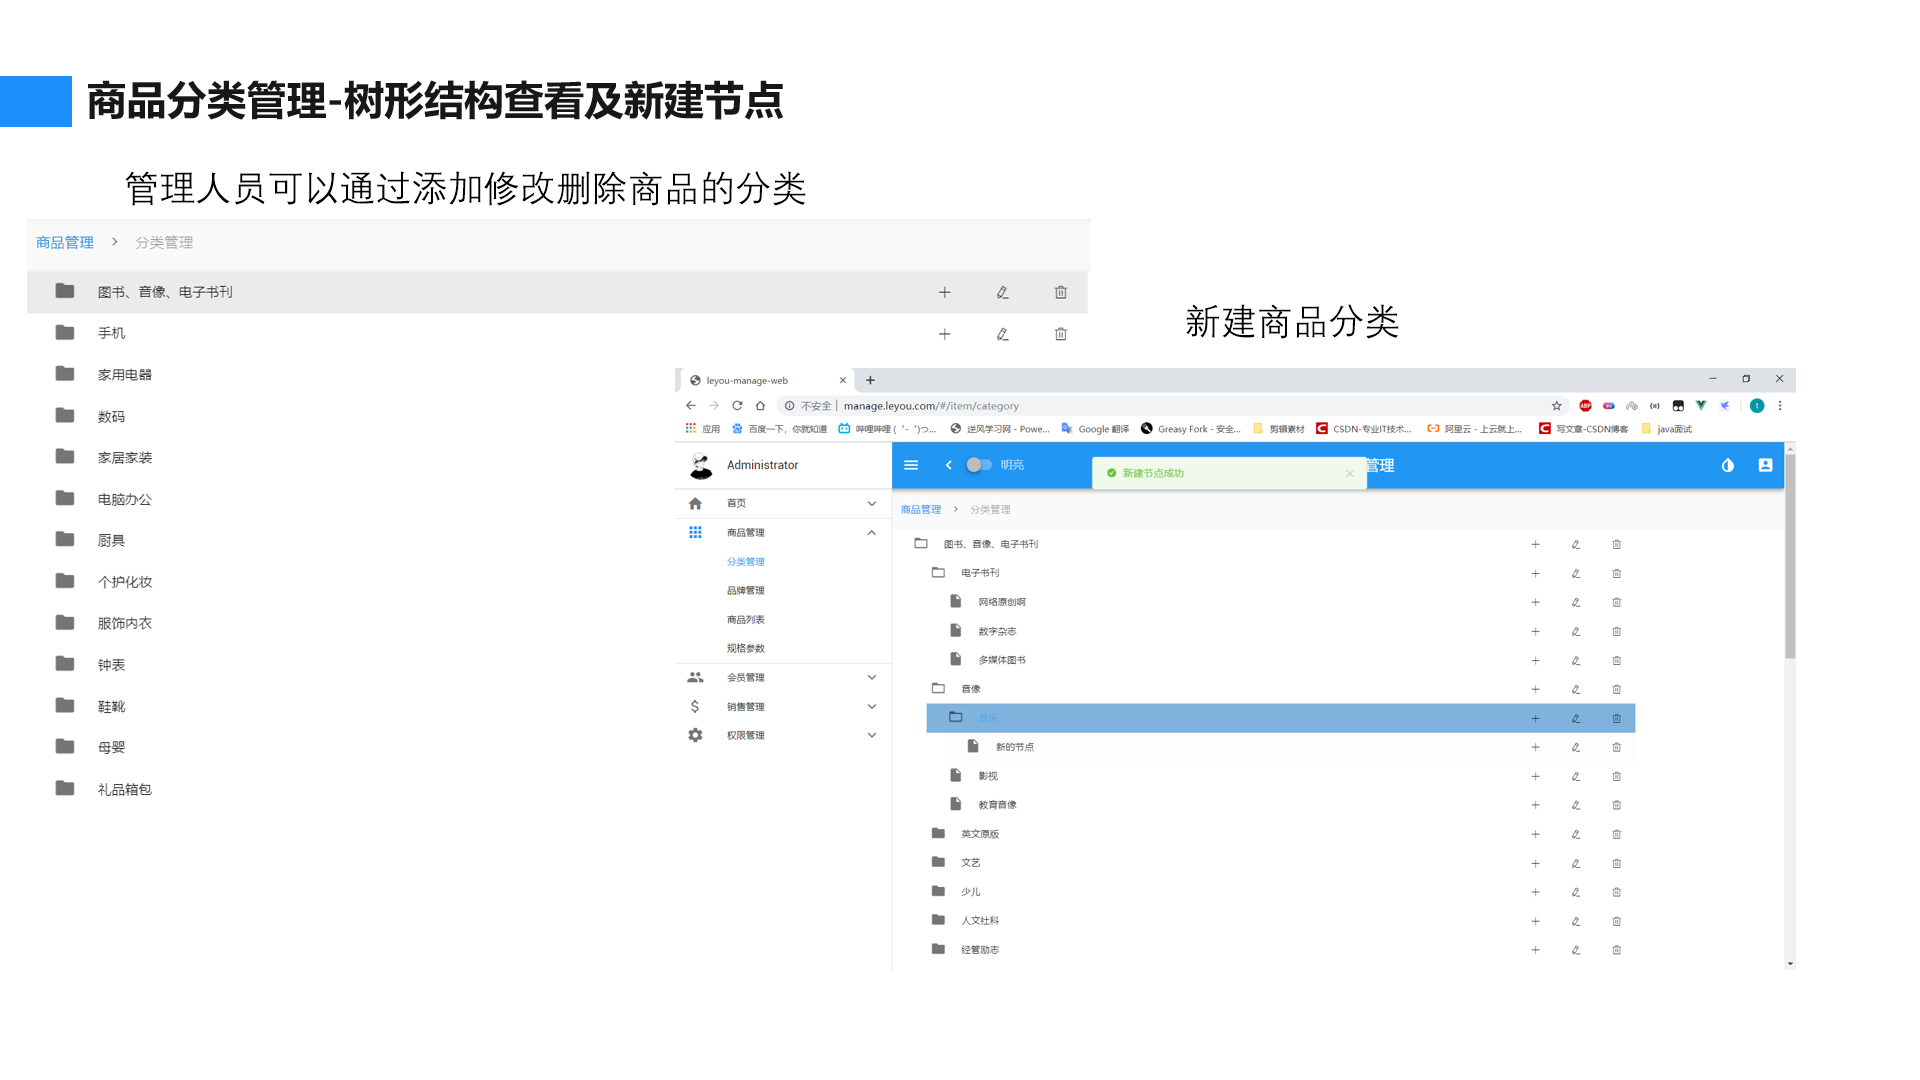 商品分类管理-树形结构查看及新建节点
管理人员可以通过添加修改删除商品的分类
商品管理 > 分类管理
图书、音像、电子书刊
手机
家用电器
数码
家居家装
电脑办公
厨具
个护化妆
服饰内衣
钟表
鞋靴
母婴
礼品箱包
新建商品分类
leyou-manage-web
不安全 | manage.leyou.com/#/item/category
应用 百度一下，你就知道 哔哩哔哩 ( ゜- ゜)つ... 逆风学习网 - Powe... Google 翻译 Greasy Fork - 安全... 剪辑素材 CSDN-专业IT技术... 阿里云 - 上云就上... 写文章-CSDN博客 java面试
Administrator
明亮
新建节点成功
管理
首页
商品管理
分类管理
品牌管理
商品列表
规格参数
会员管理
销售管理
权限管理
商品管理 > 分类管理
图书、音像、电子书刊
电子书刊
网络原创啊
数字杂志
多媒体图书
音像
音乐
新的节点
影视
教育音像
英文原版
文艺
少儿
人文社科
经管励志